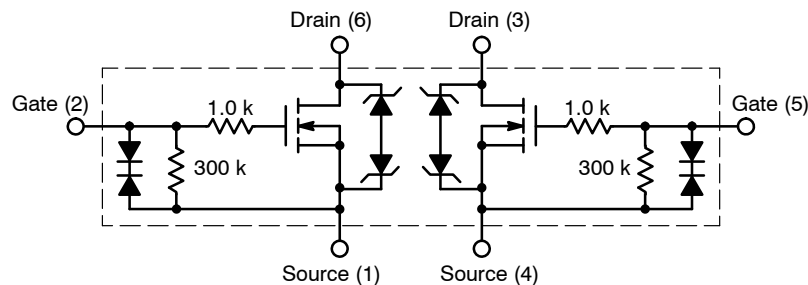 Drain (6)
Drain (3)
Gate (2)
1.0 k
1.0 k
Gate (5)
300 k
300 k
Source (1)
Source (4)